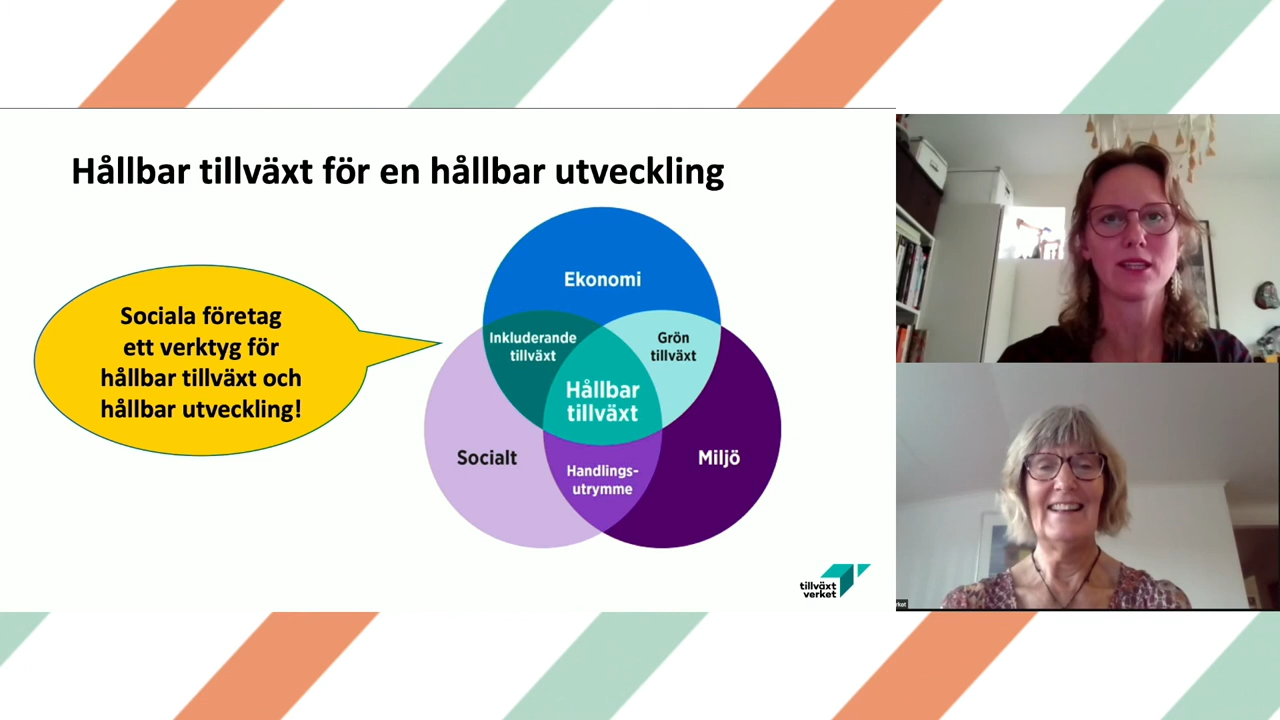 Hållbar tillväxt för en hållbar utveckling
Sociala företag
ett verktyg för
hållbar tillväxt och
hållbar utveckling!
Ekonomi
Inkluderande
tillväxt
Grön
tillväxt
Hållbar
tillväxt
Socialt
Miljö
Handlings-
utrymme
tillväxt
verket